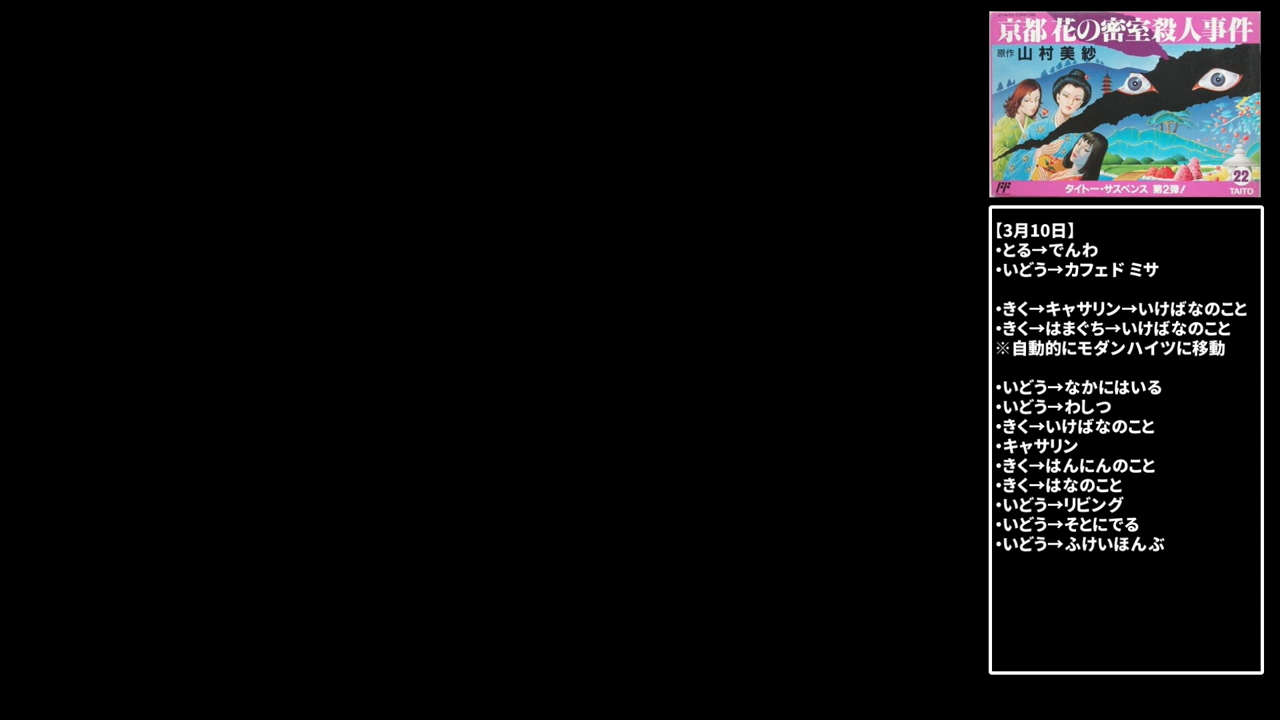 京都花の密室殺人事件
原作 山村美紗
22
タイトー・サスペンス 第2弾!
TAITO
【3月10日】
・とる→でんわ
・いどう→カフェド ミサ
・きく→キャサリン→いけばなのこと
・きく→はまぐち→いけばなのこと
※自動的にモダンハイツに移動
・いどう→なかにはいる
・いどう→わしつ
・きく→いけばなのこと
・キャサリン
・きく→はんにんのこと
・きく→はなのこと
・いどう→リビング
・いどう→そとにでる
・いどう→ふけいほんぶ